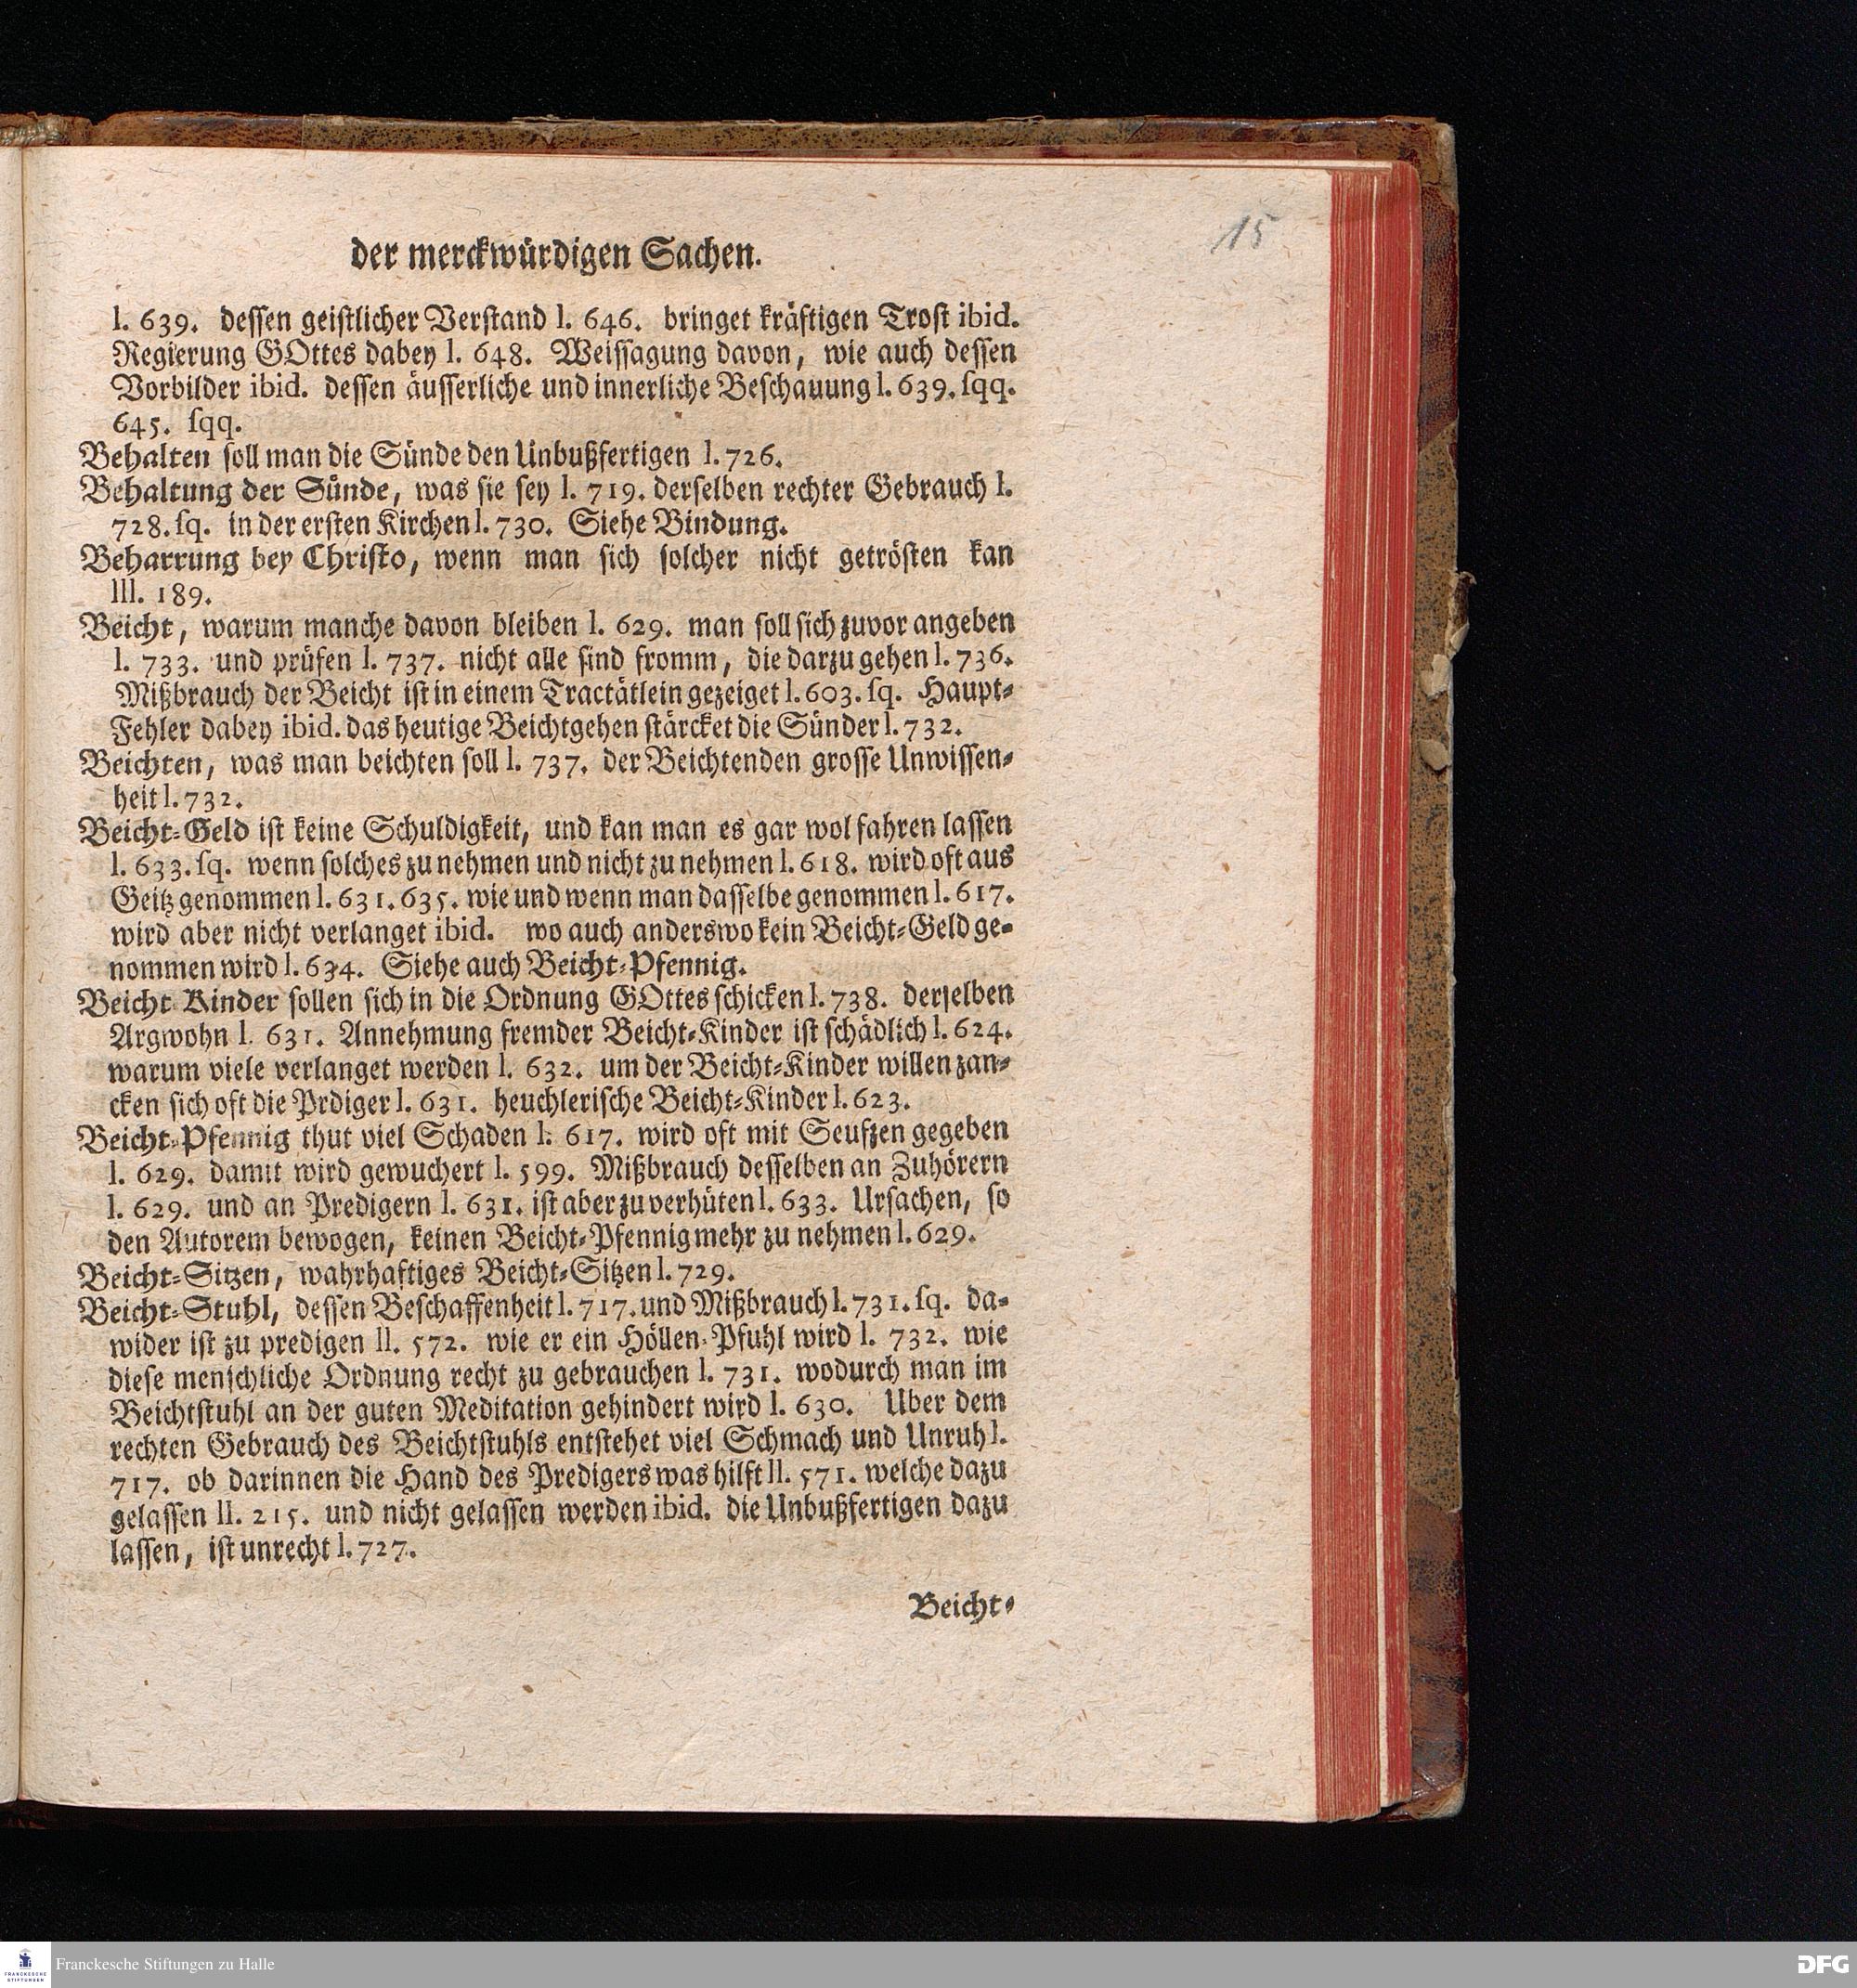 15
der merckwürdigen Sachen.
l. 639. dessen geistlicher Verstand l. 646. bringet kräftigen Trost ibid.
Regierung GOttes dabey l. 648. Weissagung davon, wie auch dessen
Vorbilder ibid. dessen äusserliche und innerliche Beschauung l. 639. sqq.
645. sqq.
Behalten soll man die Sünde den Unbußfertigen l. 726.
Behaltung der Sünde, was sie sey l. 719. derselben rechter Gebrauch l.
728. sq. in der ersten Kirchen l. 730. Siehe Bindung.
Beharrung bey Christo, wenn man sich solcher nicht getrösten kan
lll. 189.
Beicht, warum manche davon bleiben l. 629. man soll sich zuvor angeben
l. 733. und prüfen l. 737. nicht alle sind fromm, die darzu gehen l. 736.
Mißbrauch der Beicht ist in einem Tractätlein gezeiget l. 603. sq. Haupt-
Fehler dabey ibid. das heutige Beichtgehen stärcket die Sünder l. 732.
Beichten, was man beichten soll l. 737. der Beichtenden grosse Unwissen-
heit l. 732.
Beicht-Geld ist keine Schuldigkeit, und kan man es gar wol fahren lassen
l. 633. sq. wenn solches zu nehmen und nicht zu nehmen l. 618. wird oft aus
Geitz genommen l. 631. 635. wie und wenn man dasselbe genommen l. 617.
wird aber nicht verlanget ibid. wo auch anderswo kein Beicht-Geld ge-
nommen wird l. 634. Siehe auch Beicht-Pfennig.
Beicht Kinder sollen sich in die Ordnung GOttes schicken l. 738. derselben
Argwohn l. 631. Annehmung fremder Beicht-Kinder ist schädlich l. 624.
warum viele verlanget werden l. 632. um der Beicht-Kinder willen zan-
cken sich oft die Prdiger l. 631. heuchlerische Beicht-Kinder l. 623.
Beicht-Pfennig thut viel Schaden l. 617. wird oft mit Seufzen gegeben
l. 629. damit wird gewuchert l. 599. Mißbrauch desselben an Zuhörern
l. 629. und an Predigern l. 631. ist aber zu verhüten l. 633. Ursachen, so
den Autorem bewogen, keinen Beicht-Pfennig mehr zu nehmen l. 629.
Beicht-Sitzen, wahrhaftiges Beicht-Sitzen l. 729.
Beicht-Stuhl, dessen Beschaffenheit l. 717. und Mißbrauch l. 731. sq. da-
wider ist zu predigen ll. 572. wie er ein Höllen-Pfuhl wird l. 732. wie
diese menschliche Ordnung recht zu gebrauchen l. 731. wodurch man im
Beichtstuhl an der guten Meditation gehindert wird l. 630. Uber dem
rechten Gebrauch des Beichtstuhls entstehet viel Schmach und Unruh l.
717. ob darinnen die Hand des Predigers was hilft ll. 571. welche dazu
gelassen ll. 215. und nicht gelassen werden ibid. die Unbußfertigen dazu
lassen, ist unrecht l. 727.
Beicht-
FRANCKESCHE STIFTUNGEN
Franckesche Stiftungen zu Halle
DFG